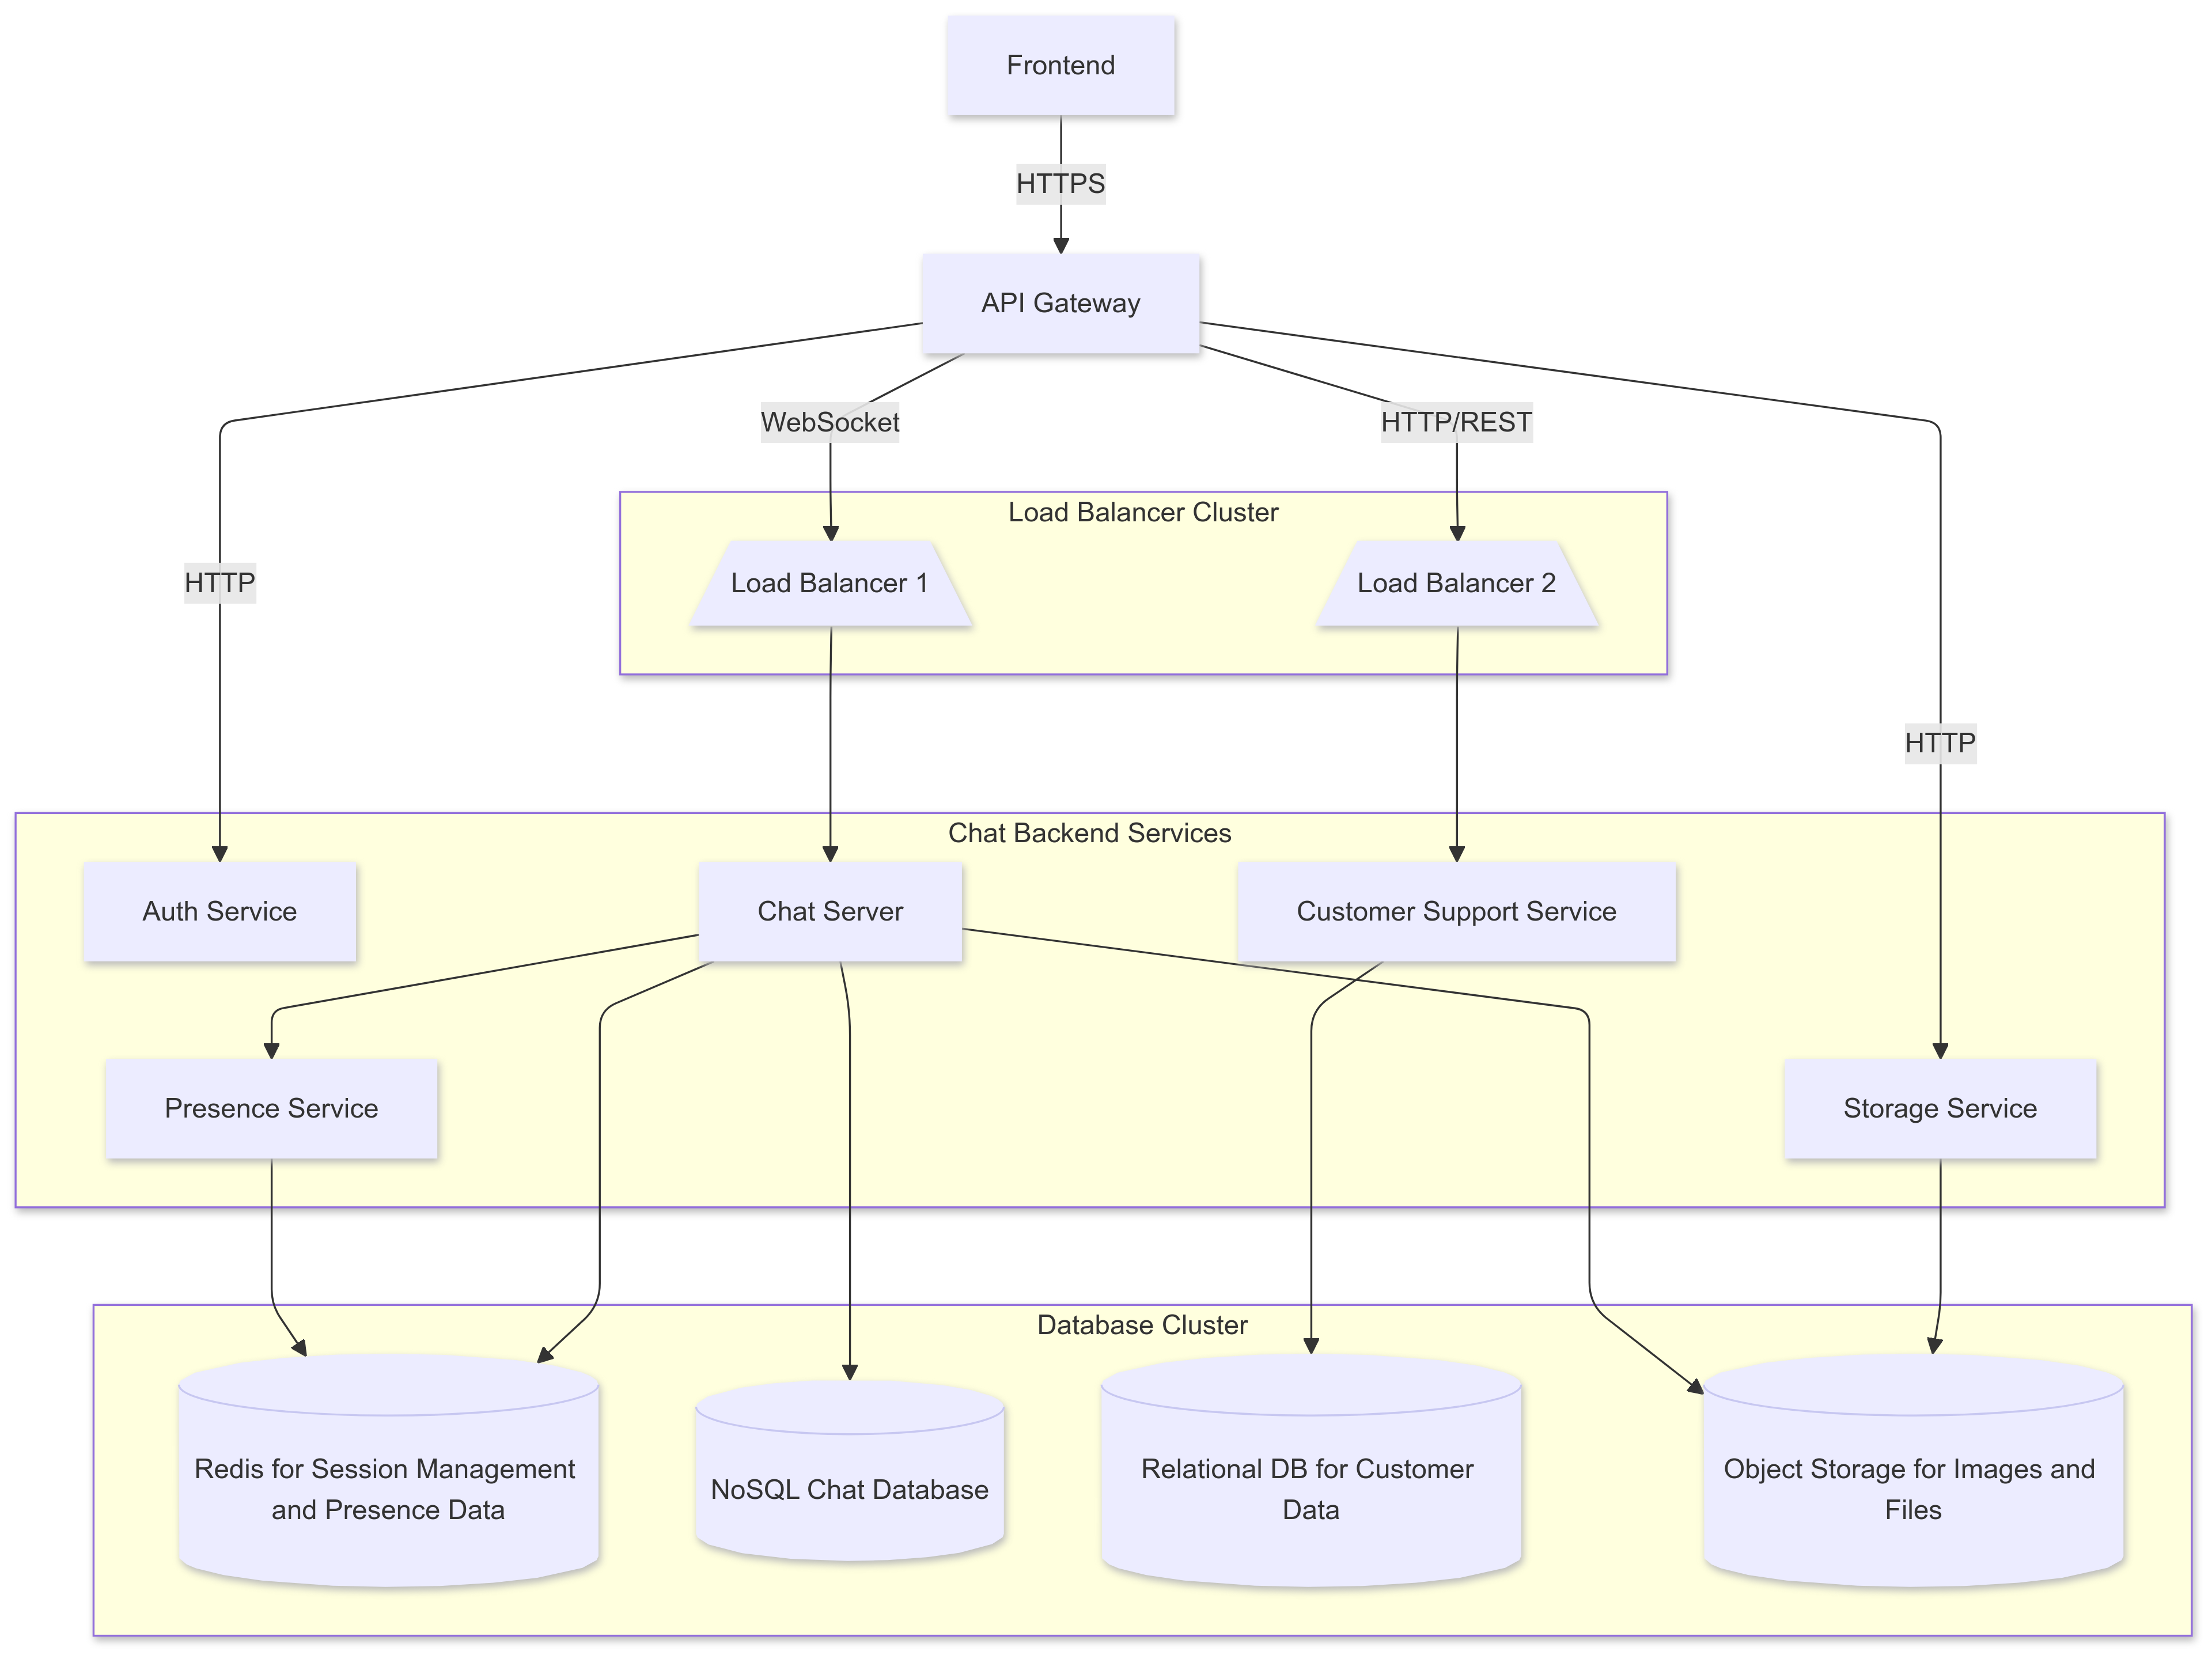 Frontend
HTTPS
API Gateway
WebSocket
HTTP/REST
Load Balancer Cluster
HTTP
Load Balancer 1
Load Balancer 2
HTTP
Chat Backend Services
Auth Service
Chat Server
Customer Support Service
Presence Service
Storage Service
Database Cluster
Redis for Session Management
and Presence Data
NoSQL Chat Database
Relational DB for Customer
Data
Object Storage for Images and
Files